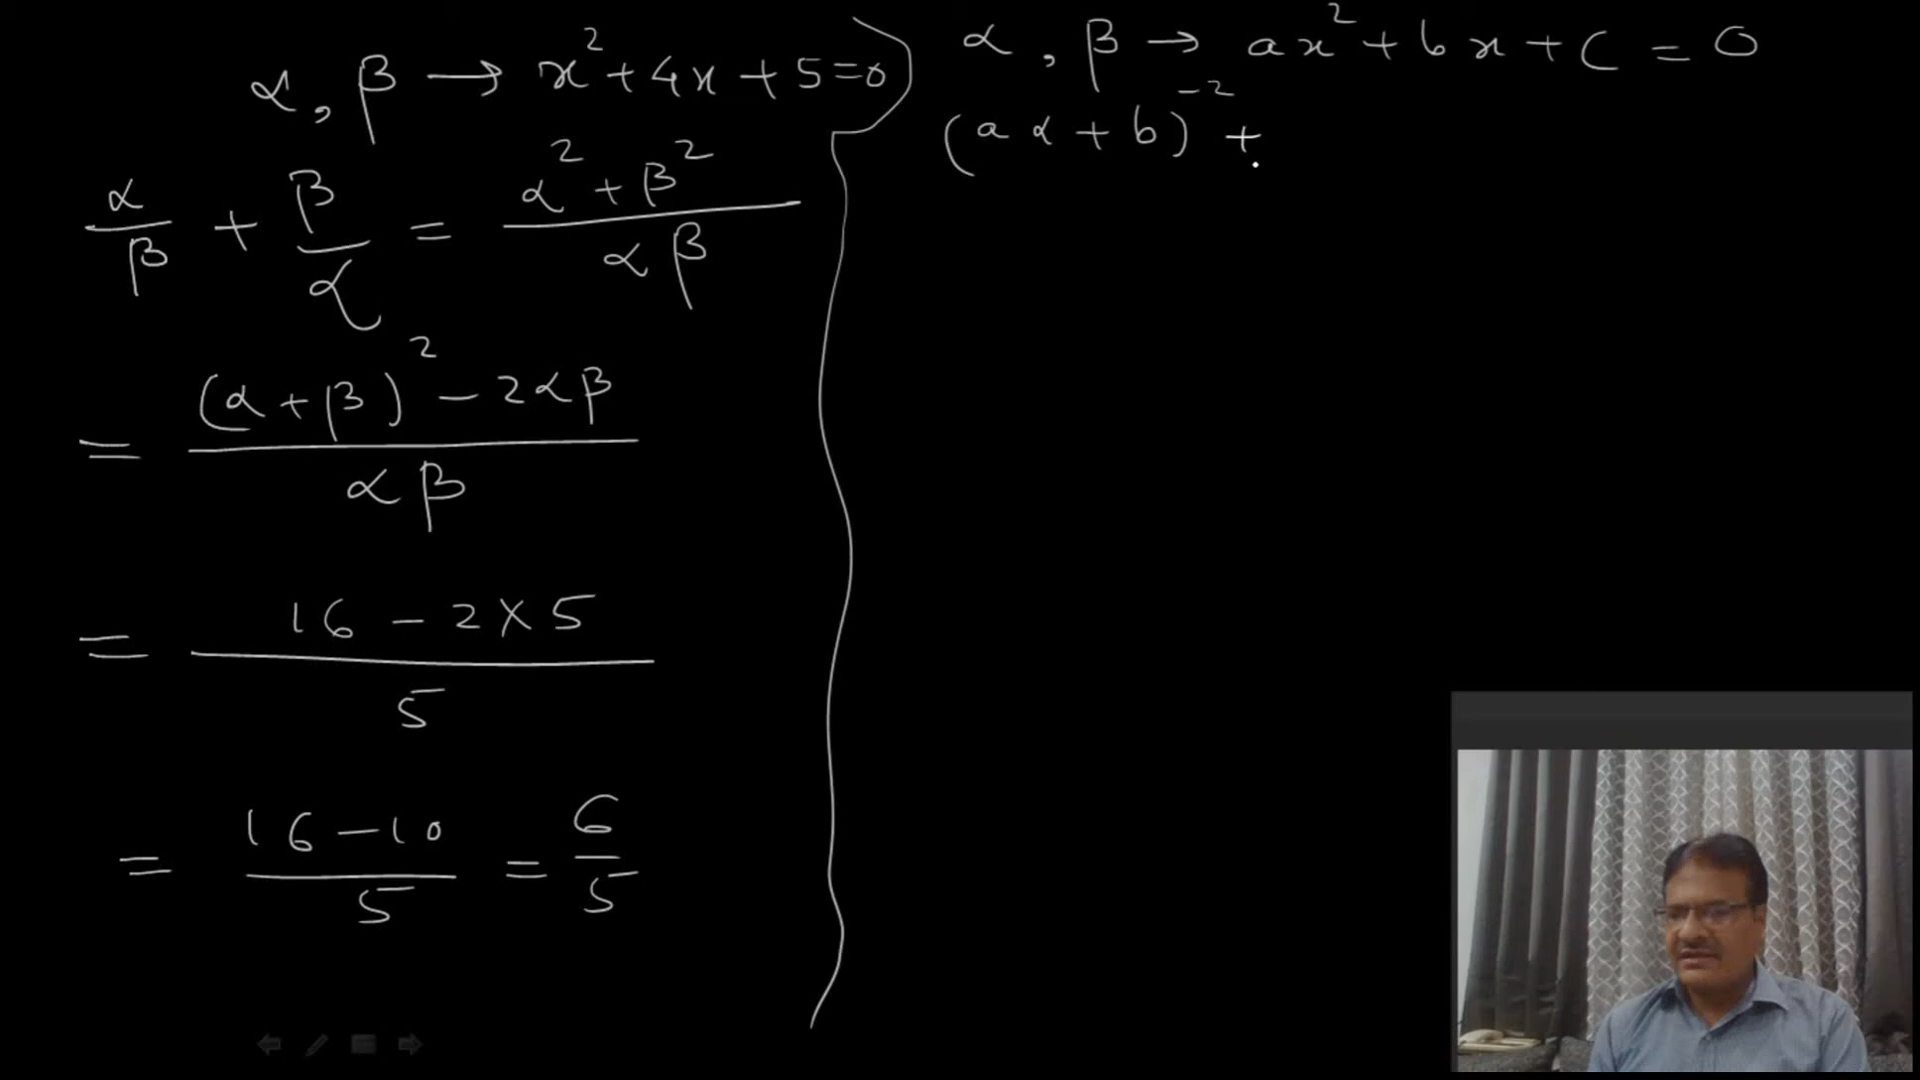 α, β → x² + 4x + 5 = 0
α/β + β/α = (α² + β²)/(αβ)
= ((α + β)² - 2αβ)/(αβ)
= (16 - 2 × 5)/5
= (16 - 10)/5 = 6/5
α, β → ax² + bx + c = 0
(aα + b)⁻² +